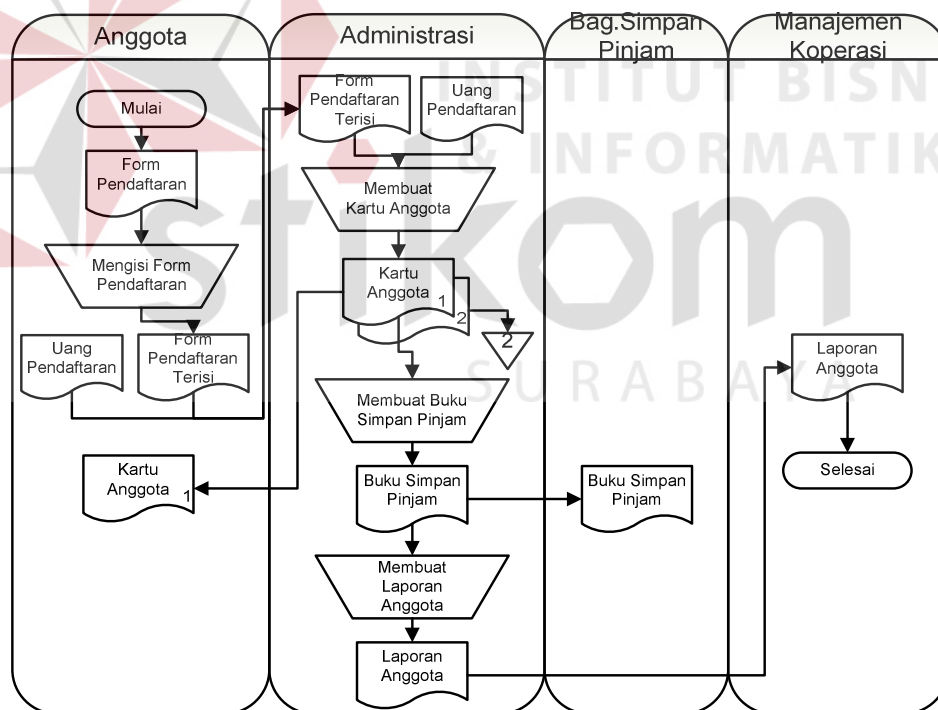 Anggota
Administrasi
Bag.Simpan
Pinjam
Manajemen
Koperasi
Mulai
Form
Pendaftaran
Mengisi Form
Pendaftaran
Uang
Pendaftaran
Form
Pendaftaran
Terisi
Kartu
Anggota
1
Form
Pendaftaran
Terisi
Uang
Pendaftaran
Membuat
Kartu Anggota
Kartu
Anggota
1
2
2
Membuat Buku
Simpan Pinjam
Buku Simpan
Pinjam
Membuat
Laporan
Anggota
Laporan
Anggota
Buku Simpan
Pinjam
Laporan
Anggota
Selesai
INSTITUT BISN
& INFORMATIK
stikom
SURABAYA